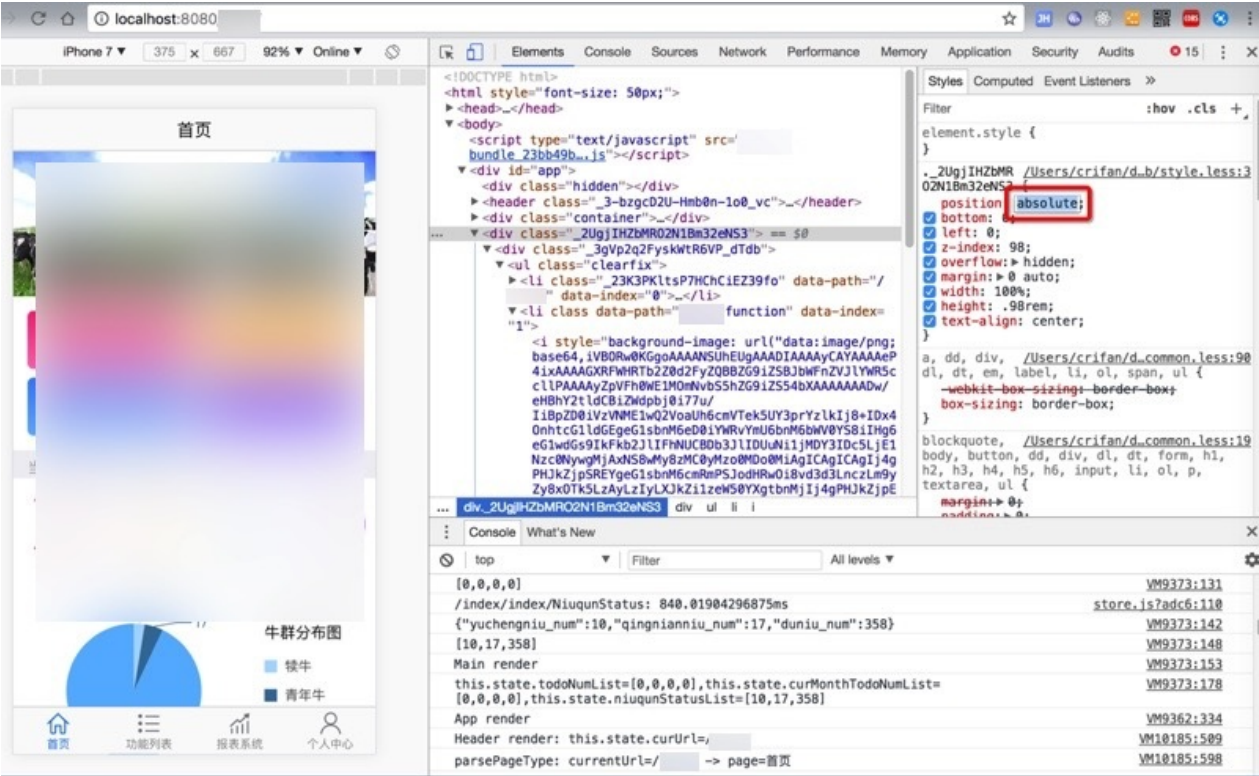 localhost:8080
iPhone 7 ▼ 375 x 667 92% ▼ Online ▼
Elements Console Sources Network Performance Memory Application Security Audits 15
首页
牛群分布图
犊牛
青年牛
首页 功能列表 报表系统 个人中心
<!DOCTYPE html>
<html style="font-size: 50px;">
▶<head>…</head>
▼<body>
<script type="text/javascript" src=
bundle_23bb49b….js"></script>
▼<div id="app">
<div class="hidden"></div>
▶<header class="_3-bzgcD2U-Hmb0n-1o0_vc">…</header>
▶<div class="container">…</div>
… ▼<div class="_2UgjIHZbMRO2N1Bm32eNS3"> == $0
▼<div class="_3gVp2q2FyskWtR6VP_dTdb">
▼<ul class="clearfix">
▶<li class="_23K3PKltsP7HChCiEZ39fo" data-path="/
" data-index="0">…</li>
▼<li class data-path=" function" data-index=
"1">
<i style="background-image: url("data:image/png;
… div._2UgjIHZbMRO2N1Bm32eNS3 div ul li i
Styles Computed Event Listeners »
Filter :hov .cls +
element.style {
}
._2UgjIHZbMR /Users/crifan/d…b/style.less:3
O2N1Bm32eNS3 {
position absolute;
bottom: 0;
left: 0;
z-index: 98;
overflow:▶ hidden;
margin:▶ 0 auto;
width: 100%;
height: .98rem;
text-align: center;
}
a, dd, div, /Users/crifan/d…common.less:90
dl, dt, em, label, li, ol, span, ul {
-webkit-box-sizing: border-box;
box-sizing: border-box;
}
blockquote, /Users/crifan/d…common.less:19
body, button, dd, div, dl, dt, form, h1,
h2, h3, h4, h5, h6, input, li, ol, p,
textarea, ul {
margin:▶ 0;
padding:▶ 0;
Console What's New
top ▼ Filter All levels ▼
[0,0,0,0] VM9373:131
/index/index/NiuqunStatus: 840.01904296875ms store.js?adc6:110
{"yuchengniu_num":10,"qingnianniu_num":17,"duniu_num":358} VM9373:142
[10,17,358] VM9373:148
Main render VM9373:153
this.state.todoNumList=[0,0,0,0],this.state.curMonthTodoNumList= VM9373:178
[0,0,0,0],this.state.niuqunStatusList=[10,17,358]
App render VM9362:334
Header render: this.state.curUrl=/ VM10185:509
parsePageType: currentUrl=/ -> page=首页 VM10185:598